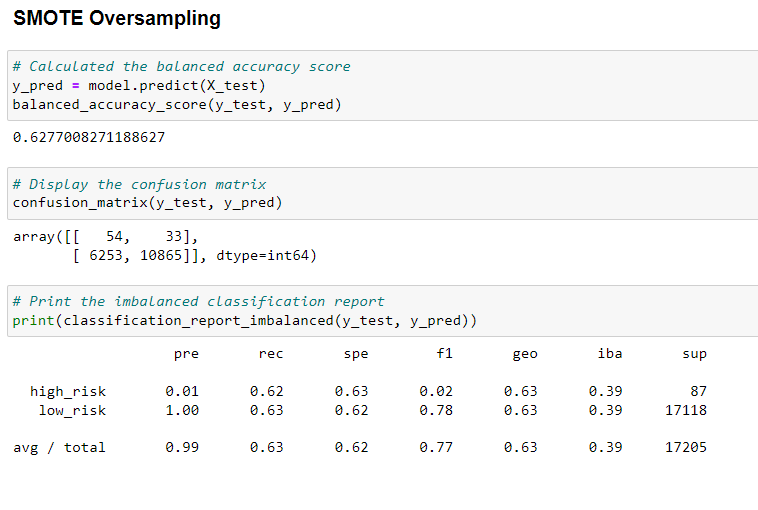 SMOTE Oversampling
# Calculated the balanced accuracy score
y_pred = model.predict(X_test)
balanced_accuracy_score(y_test, y_pred)
0.6277008271188627
# Display the confusion matrix
confusion_matrix(y_test, y_pred)
array([[   54,    33],
       [ 6253, 10865]], dtype=int64)
# Print the imbalanced classification report
print(classification_report_imbalanced(y_test, y_pred))
pre rec spe f1 geo iba sup
high_risk 0.01 0.62 0.63 0.02 0.63 0.39 87
low_risk 1.00 0.63 0.62 0.78 0.63 0.39 17118
avg / total 0.99 0.63 0.62 0.77 0.63 0.39 17205